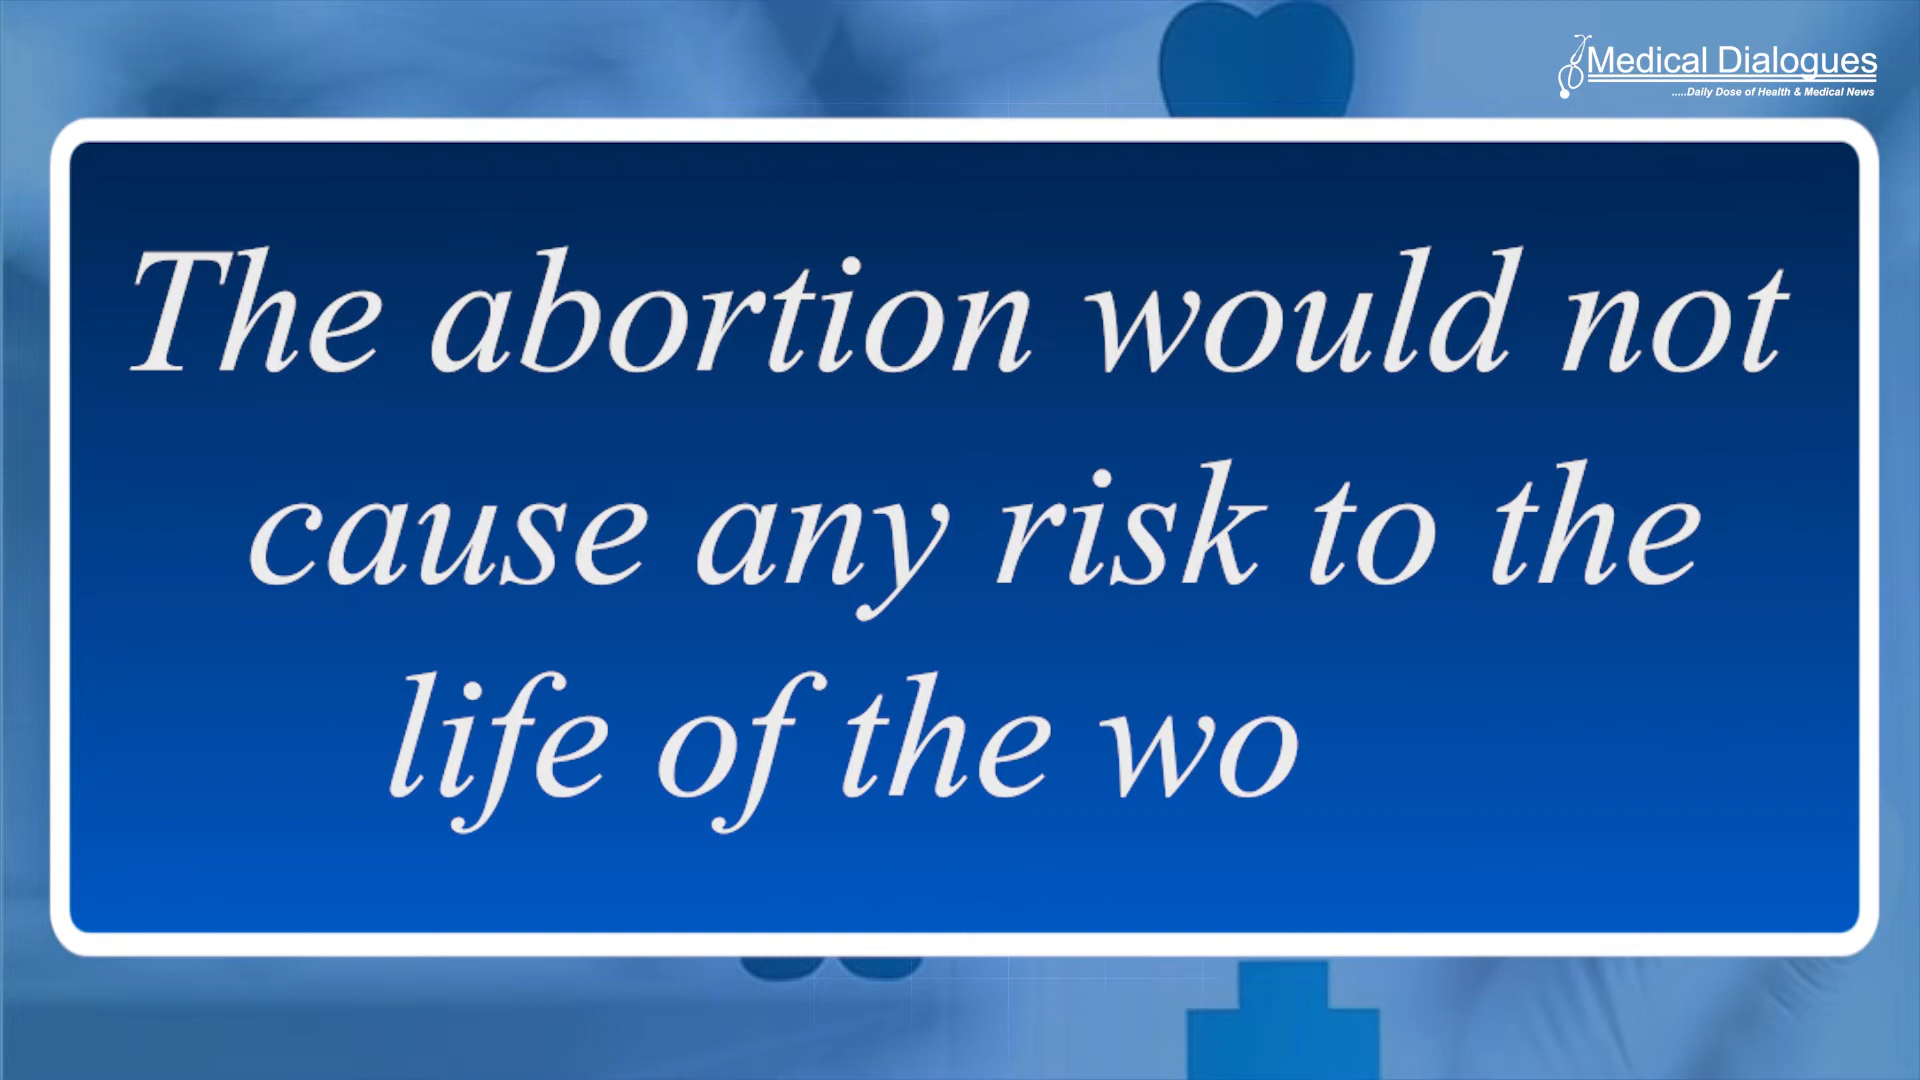 Medical Dialogues
.....Daily Dose of Health & Medical News
The abortion would not
cause any risk to the
life of the wo